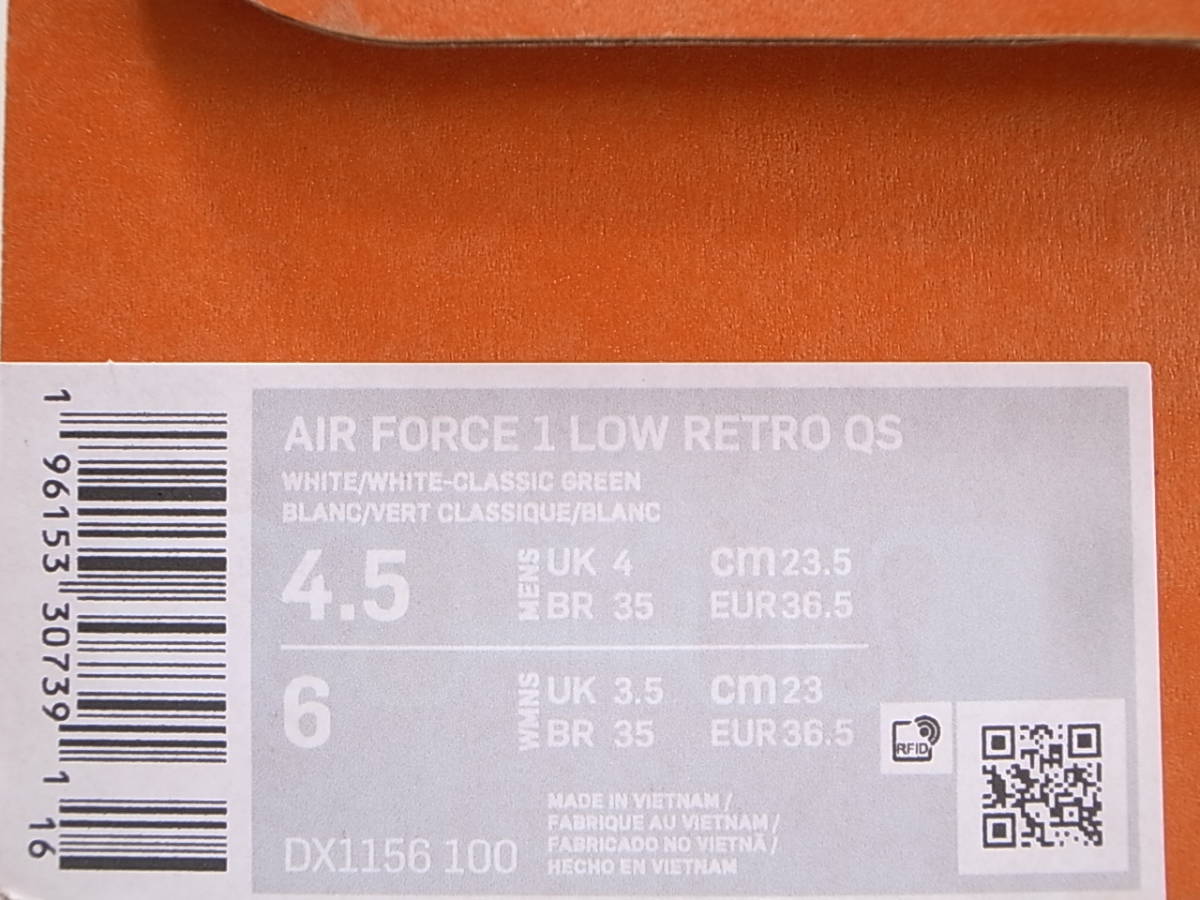 AIR FORCE 1 LOW RETRO QS
WHITE/WHITE-CLASSIC GREEN
BLANC/VERT CLASSIQUE/BLANC
4.5 MENS UK 4 cm 23.5
BR 35 EUR 36.5
6 WMNS UK 3.5 cm 23
BR 35 EUR 36.5
RFID
MADE IN VIETNAM /
FABRIQUE AU VIETNAM /
FABRICADO NO VIETNÃ /
HECHO EN VIETNAM
DX1156 100
1 96153 30739 1 16